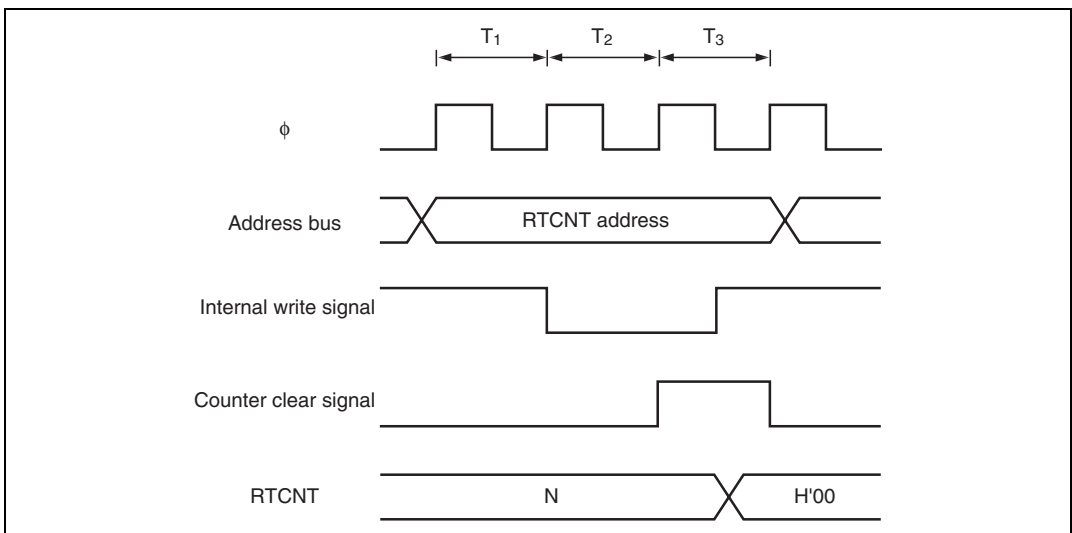 T1 T2 T3
φ
Address bus RTCNT address
Internal write signal
Counter clear signal
RTCNT N H'00